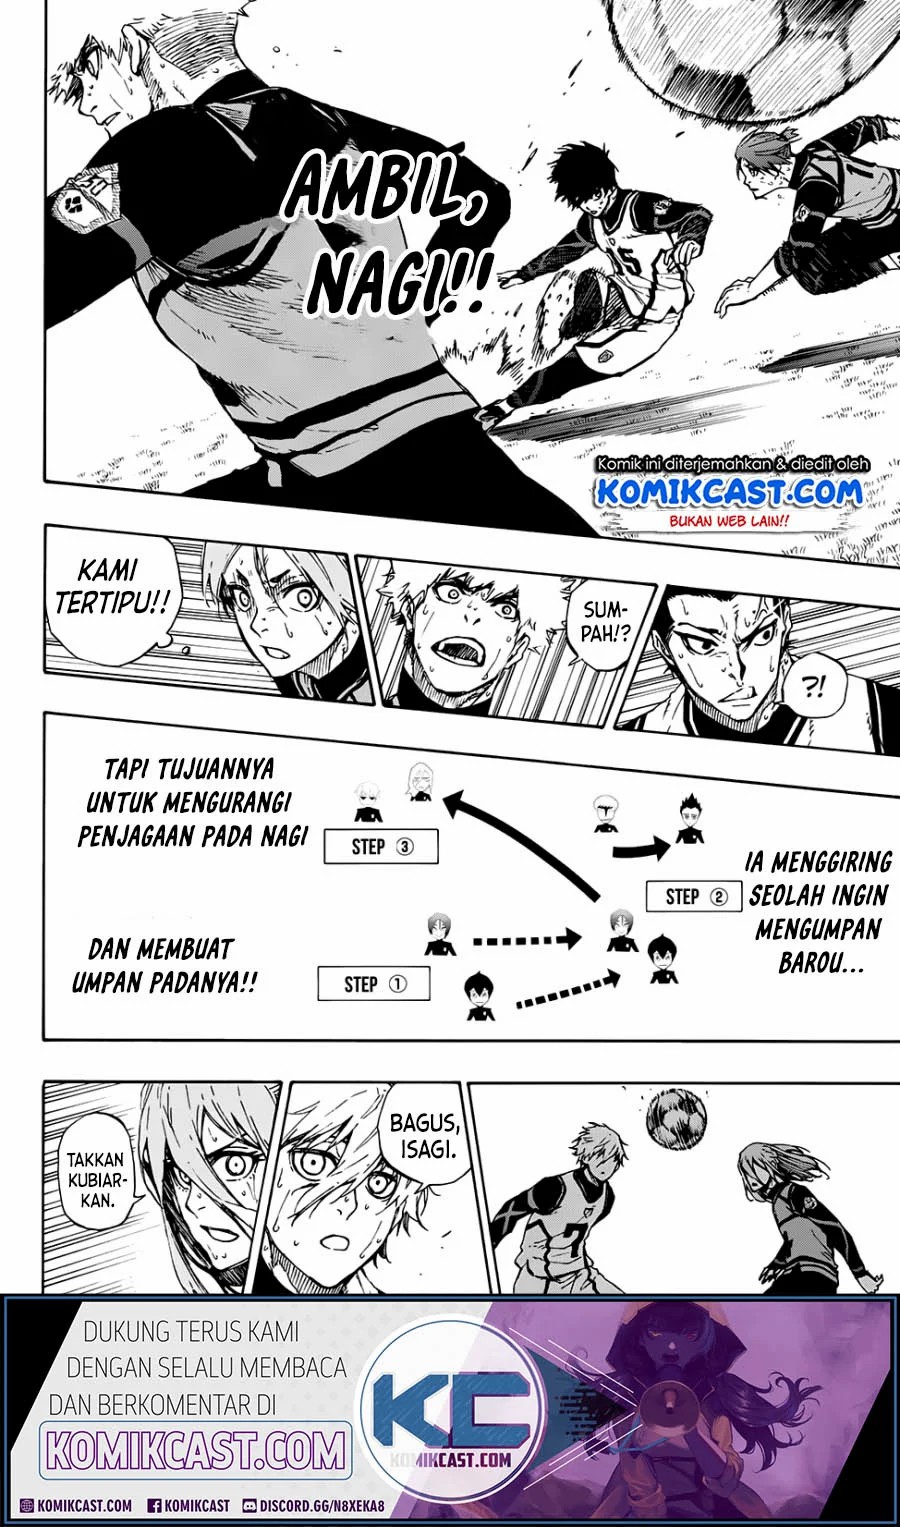 AMBIL,
NAGI!!
15
Komik ini diterjemahkan & diedit oleh
KOMIKCAST.COM
BUKAN WEB LAIN!!
KAMI
TERTIPU!!
SUM-
PAH!?
?!
TAPI TUJUANNYA
UNTUK MENGURANGI
PENJAGAAN PADA NAGI
STEP ③
IA MENGGIRING
SEOLAH INGIN
MENGUMPAN
BAROU...
STEP ②
DAN MEMBUAT
UMPAN PADANYA!!
STEP ①
TAKKAN
KUBIAR-
KAN.
BAGUS,
ISAGI.
7
DUKUNG TERUS KAMI
DENGAN SELALU MEMBACA
DAN BERKOMENTAR DI
KOMIKCAST.COM
KC
KOMIKCAST.COM
KOMIKCAST.COM KOMIKCAST DISCORD.GG/N8XEKA8